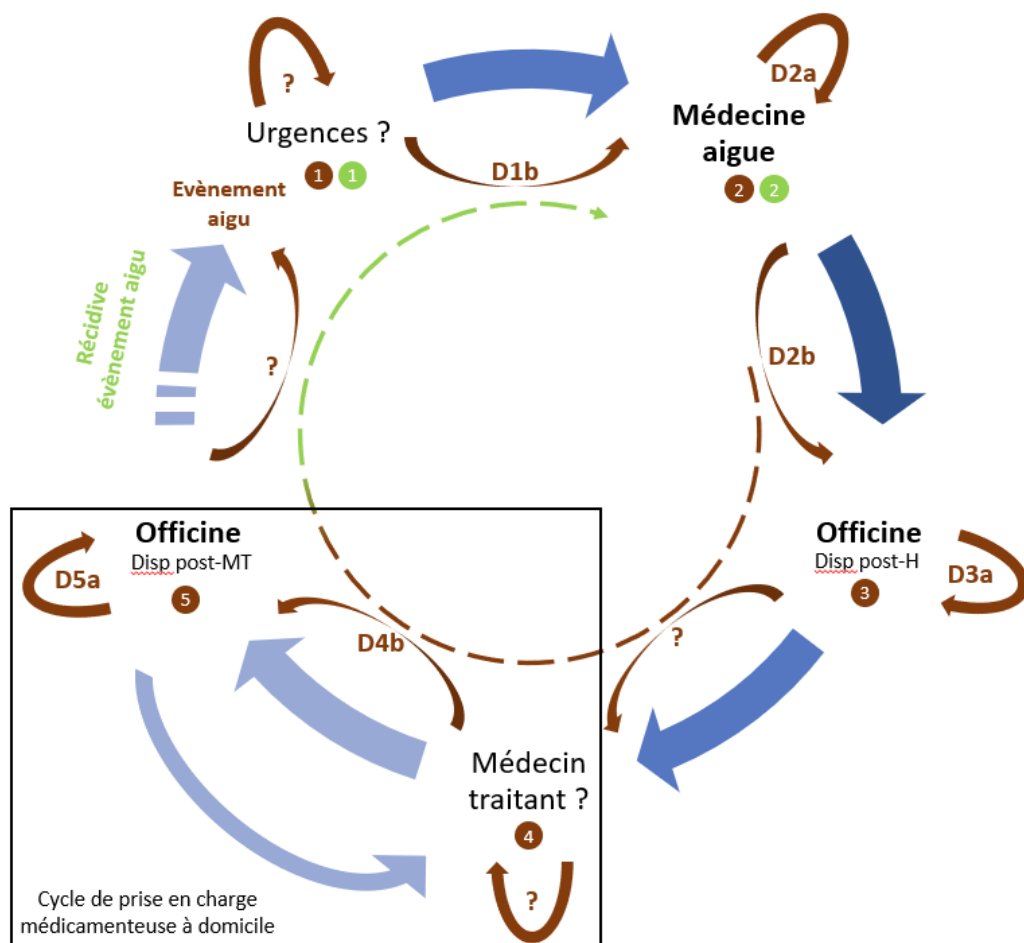 ?
Urgences ?
1 1
D1b
D2a
Médecine
aigue
2 2
Evènement
aigu
Récidive
évènement aigu
?
D2b
Officine
Disp post-MT
5
D5a
D4b
Officine
Disp post-H
3
D3a
?
Médecin
traitant ?
4
?
Cycle de prise en charge
médicamenteuse à domicile